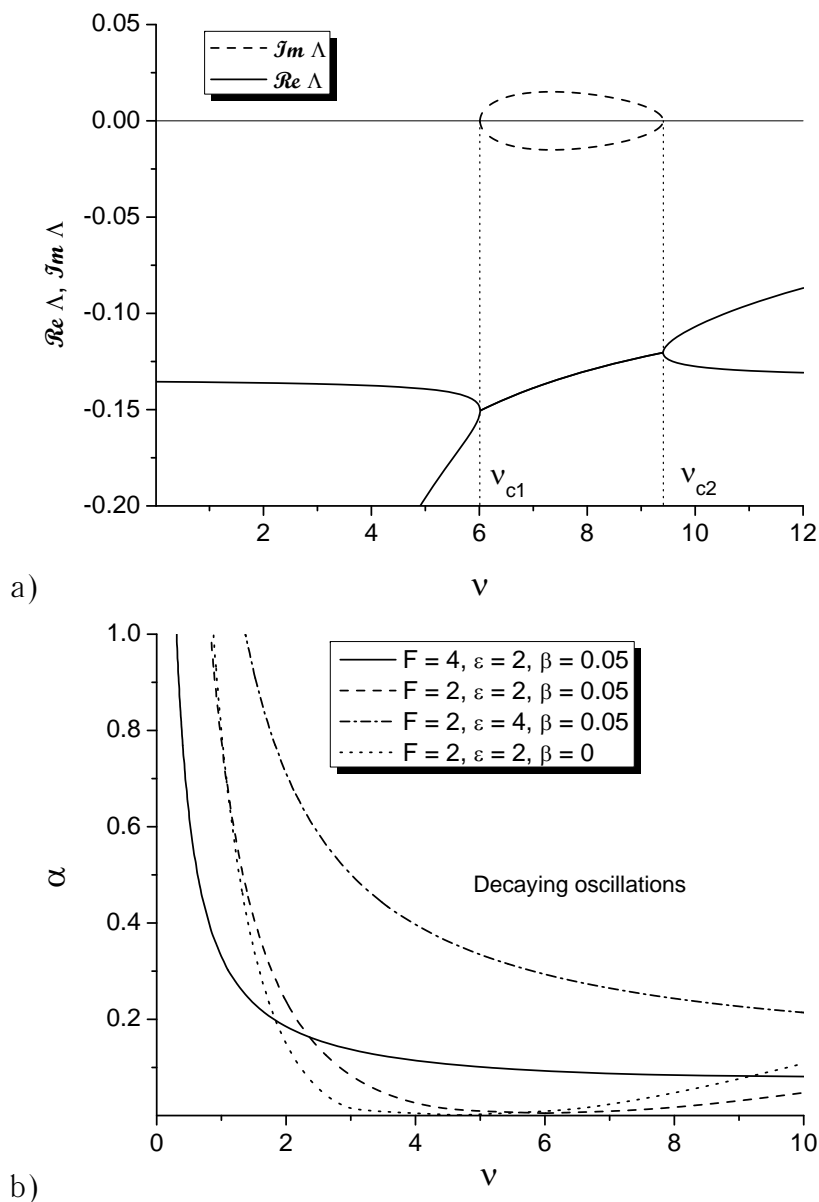 0.05
ℐm Λ
ℛe Λ
0.00
-0.05
-0.10
-0.15
-0.20
ℛe Λ, ℐm Λ
ν_c1
ν_c2
2 4 6 8 10 12
ν
a)
1.0
0.8
0.6
0.4
0.2
α
F = 4, ε = 2, β = 0.05
F = 2, ε = 2, β = 0.05
F = 2, ε = 4, β = 0.05
F = 2, ε = 2, β = 0
Decaying oscillations
0 2 4 6 8 10
ν
b)